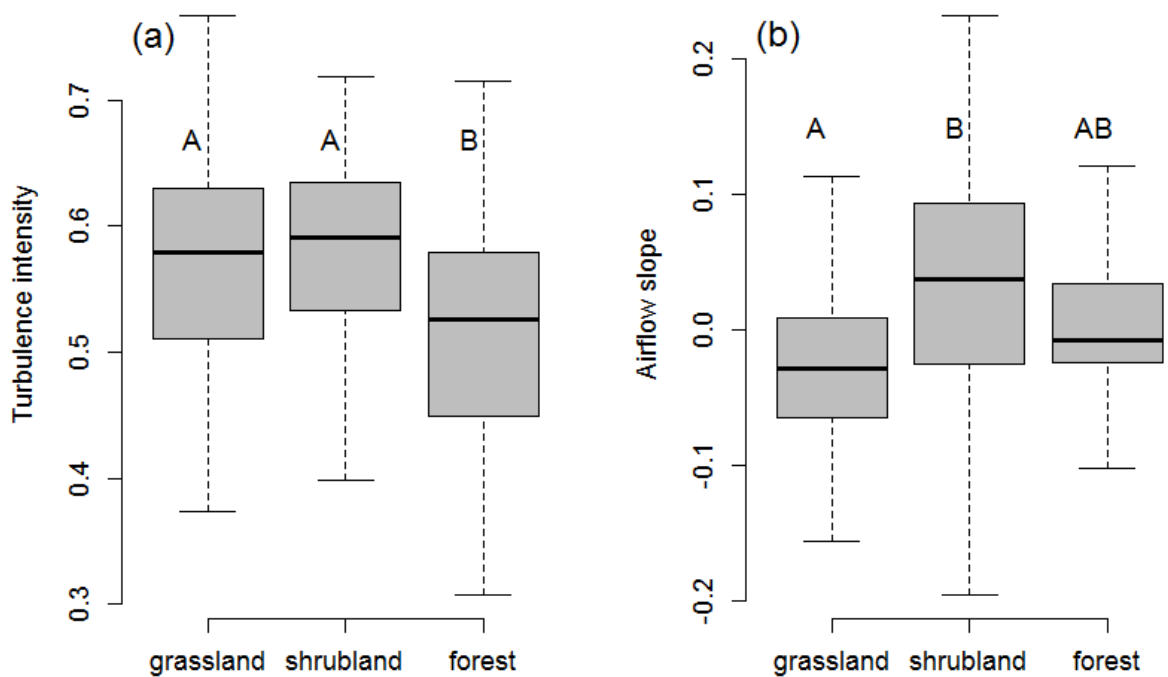 (a)
Turbulence intensity
0.7
0.6
0.5
0.4
0.3
A A B
grassland shrubland forest
(b)
Airflow slope
0.2
0.1
0.0
-0.1
-0.2
A B AB
grassland shrubland forest